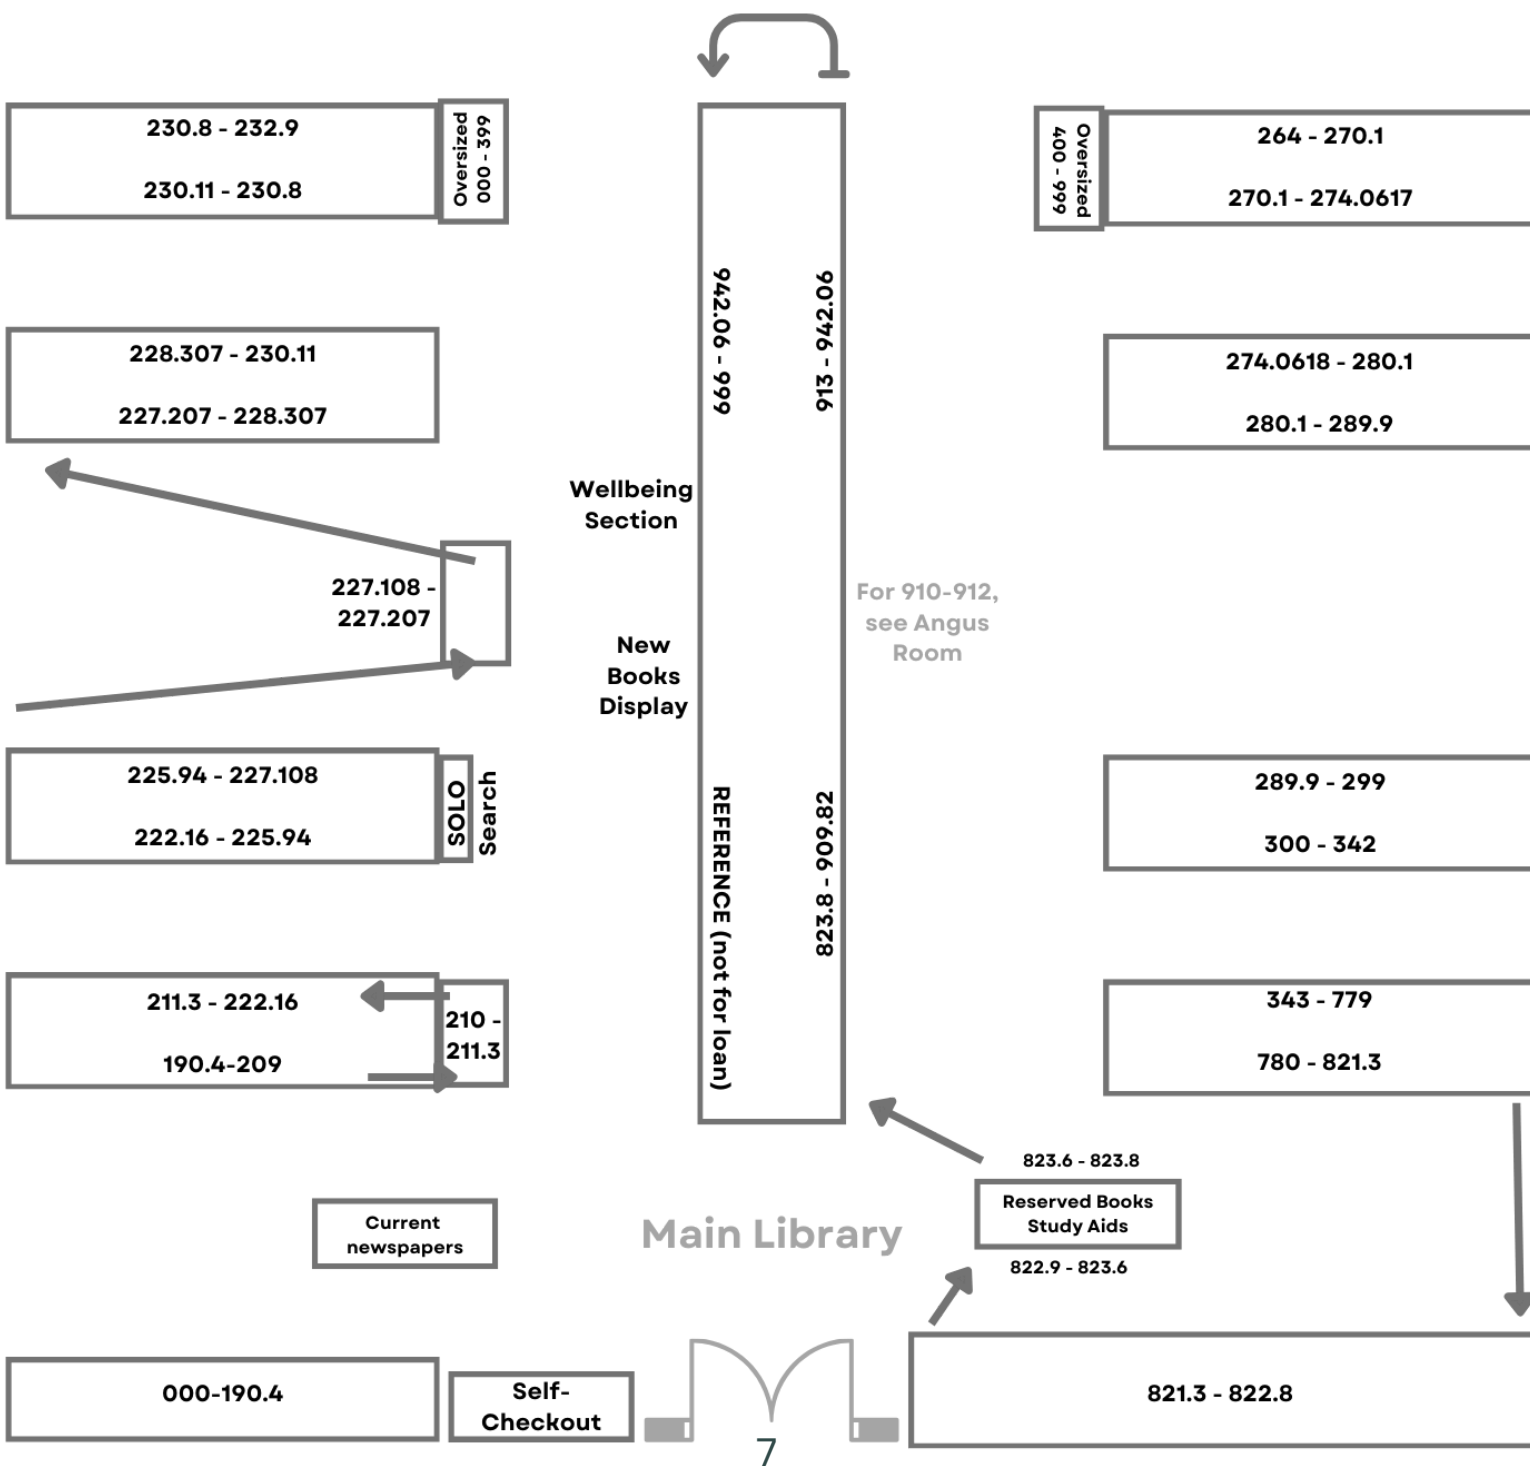 230.8 - 232.9
230.11 - 230.8
Oversized
000 - 399
228.307 - 230.11
227.207 - 228.307
227.108 -
227.207
225.94 - 227.108
222.16 - 225.94
SOLO
Search
211.3 - 222.16
190.4-209
210 -
211.3
Current
newspapers
000-190.4
Self-
Checkout
Wellbeing
Section
New
Books
Display
942.06 - 999
REFERENCE (not for loan)
913 - 942.06
823.8 - 909.82
For 910-912,
see Angus
Room
Oversized
400 - 999
264 - 270.1
270.1 - 274.0617
274.0618 - 280.1
280.1 - 289.9
289.9 - 299
300 - 342
343 - 779
780 - 821.3
823.6 - 823.8
Reserved Books
Study Aids
822.9 - 823.6
Main Library
821.3 - 822.8
7